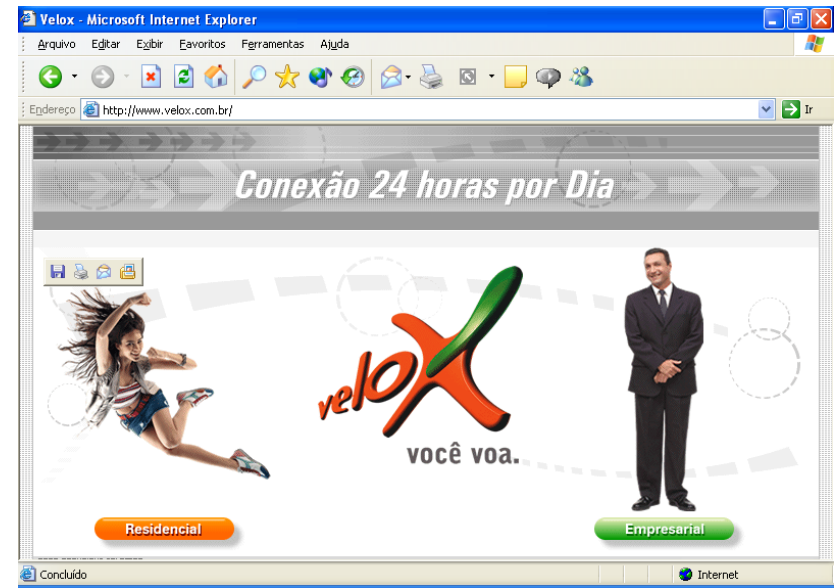 Velox - Microsoft Internet Explorer
Arquivo Editar Exibir Favoritos Ferramentas Ajuda
Endereço http://www.velox.com.br/ Ir
Conexão 24 horas por Dia
velox
você voa.
Residencial Empresarial
Concluído Internet